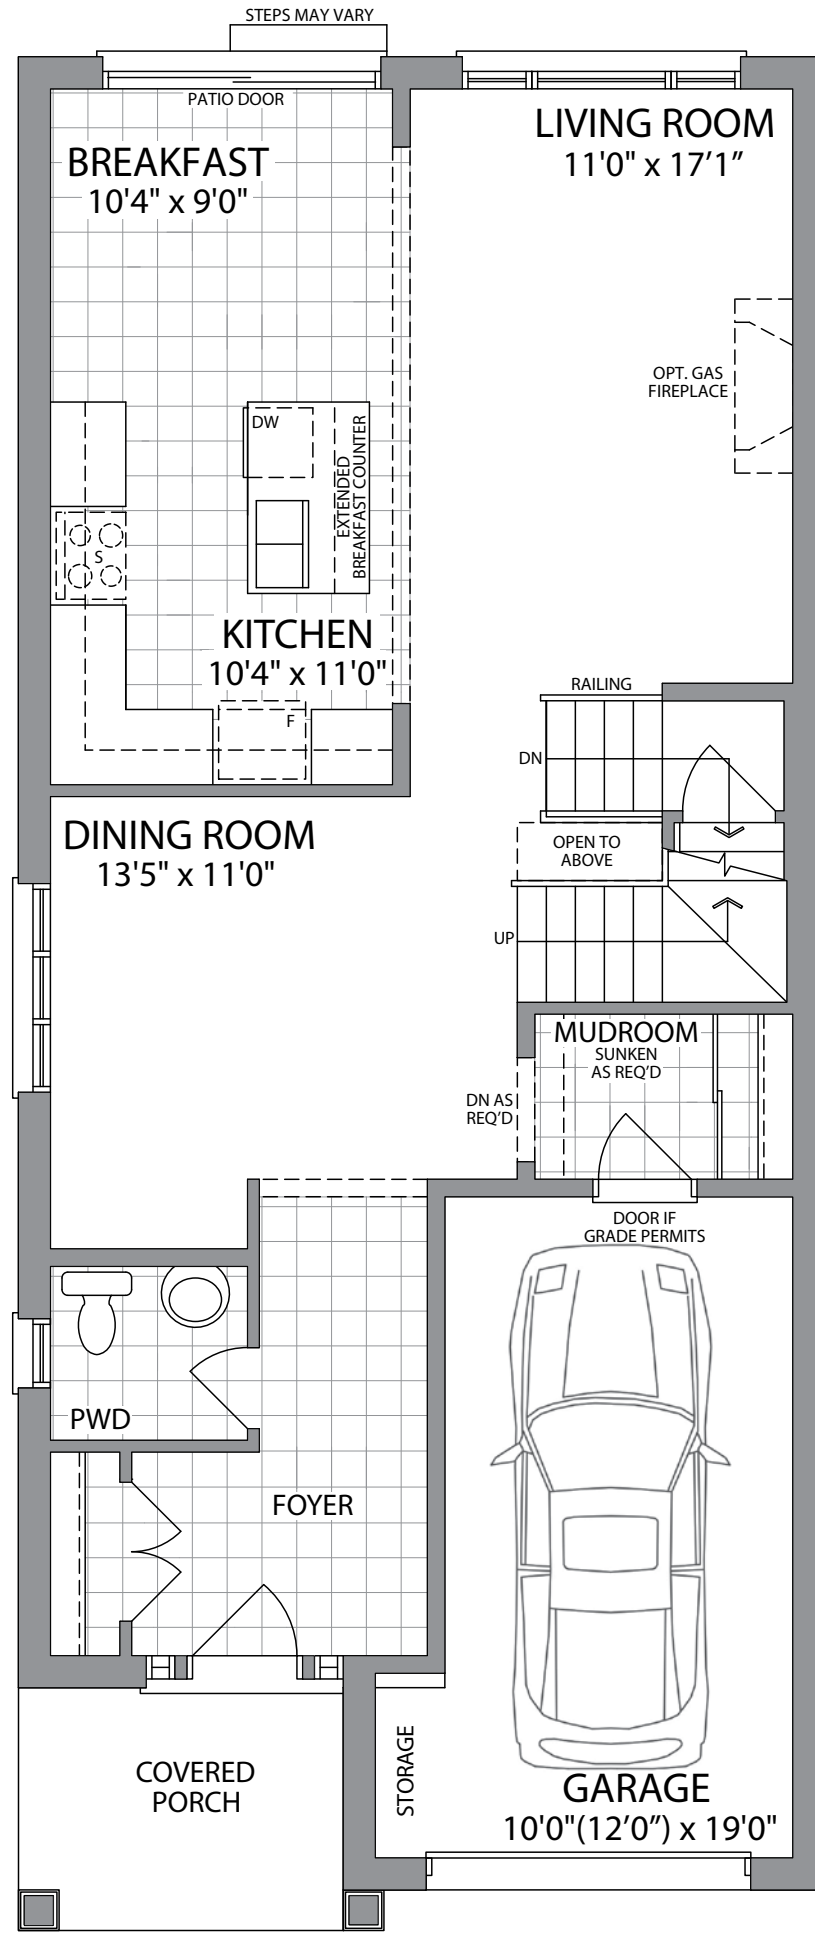 STEPS MAY VARY
PATIO DOOR
BREAKFAST
10'4" x 9'0"
LIVING ROOM
11'0" x 17'1"
OPT. GAS
FIREPLACE
DW
EXTENDED
BREAKFAST COUNTER
S
KITCHEN
10'4" x 11'0"
F
RAILING
DN
OPEN TO
ABOVE
UP
DINING ROOM
13'5" x 11'0"
MUDROOM
SUNKEN
AS REQ'D
DN AS
REQ'D
DOOR IF
GRADE PERMITS
PWD
FOYER
COVERED
PORCH
STORAGE
GARAGE
10'0"(12'0") x 19'0"